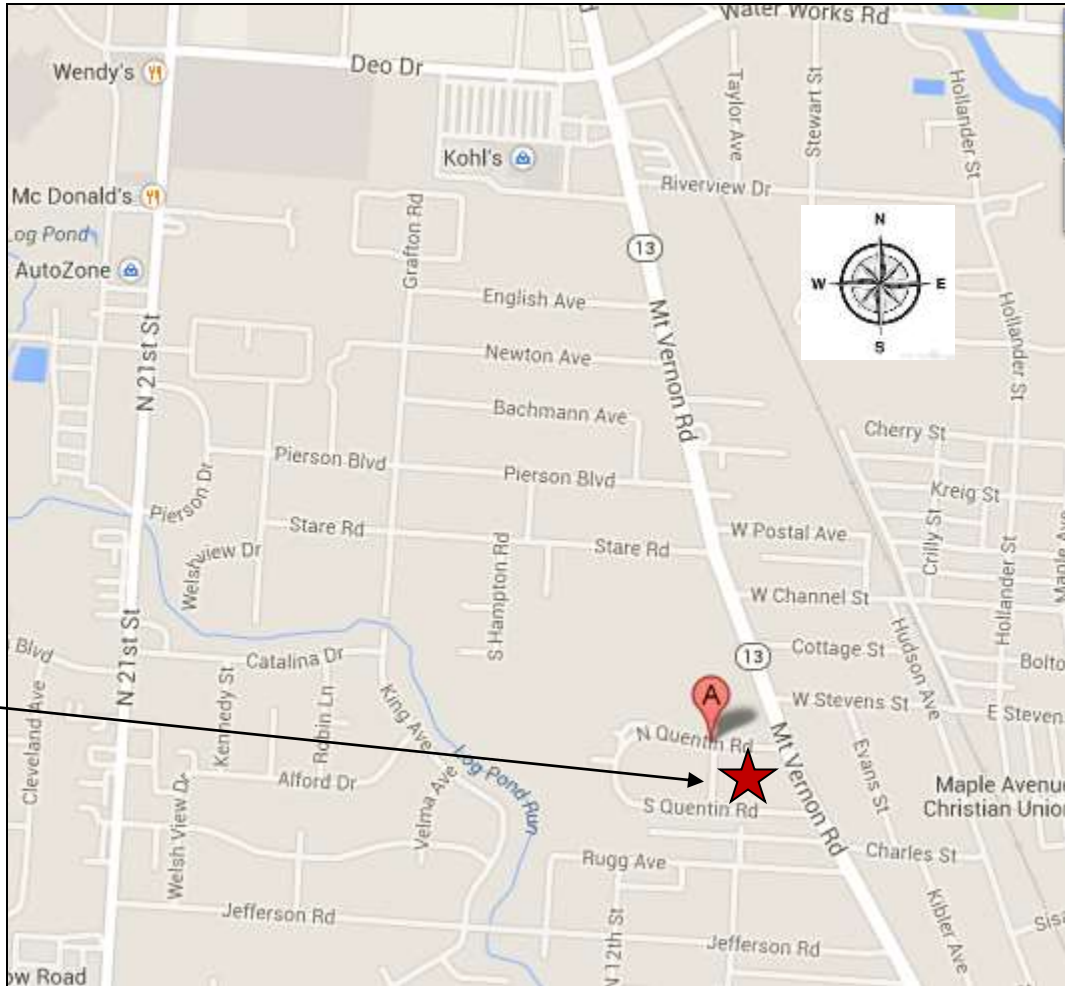 Water Works Rd
Deo Dr
Wendy's
Taylor Ave
Stewart St
Hollander St
Kohl's
Mc Donald's
Riverview Dr
Grafton Rd
Log Pond
N
13
AutoZone
W
E
English Ave
S
Hollander St
N 21st St
Mt Vernon Rd
Newton Ave
Bachmann Ave
Cherry St
Pierson Blvd
Pierson Blvd
Kreig St
Pierson Dr
Stare Rd
Stare Rd
W Postal Ave
Crilly St
Welshview Dr
S Hampton Rd
Hollander St
Maple Ave
W Channel St
Hudson Ave
Blvd
Catalina Dr
13
Cottage St
Bolto
N 21st St
Kennedy St
Robin Ln
King Ave
A
W Stevens St
E Steven
Cleveland Ave
N Quentin Rd
Mt Vernon Rd
Evans St
Log Pond Run
Alford Dr
Maple Avenu
Christian Union
Welsh View Dr
Velma Ave
S Quentin Rd
Rugg Ave
Charles St
Jefferson Rd
N 12th St
Jefferson Rd
Kibler Ave
Sisa
ow Road